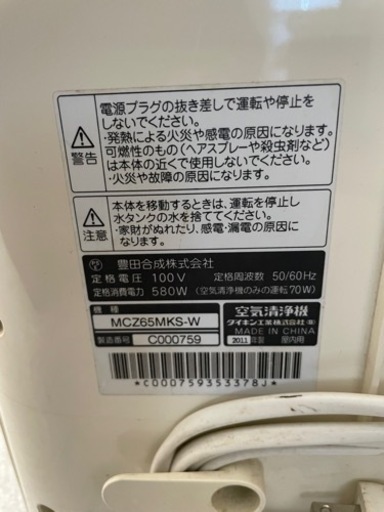 電源プラグの抜き差しで運転や停止を
しないでください。
・発熱による火災や感電の原因になります。
警告
可燃性のもの(ヘアスプレーや殺虫剤など)
は本体の近くで使用しないでください。
・火災や故障の原因になります。
本体を移動するときは、運転を停止し
水タンクの水を捨ててください。
注意
・家財がぬれたり、感電・漏電の原因に
なります。
豊田合成株式会社
定格電圧 100V 定格周波数 50/60Hz
定格消費電力 580W (空気清浄機のみの運転70W)
機種 MCZ65MKS-W
製造番号 C000759
空気清浄機
ダイキン工業株式会社
MADE IN CHINA
2011年製 屋内用
*C000759353378J*